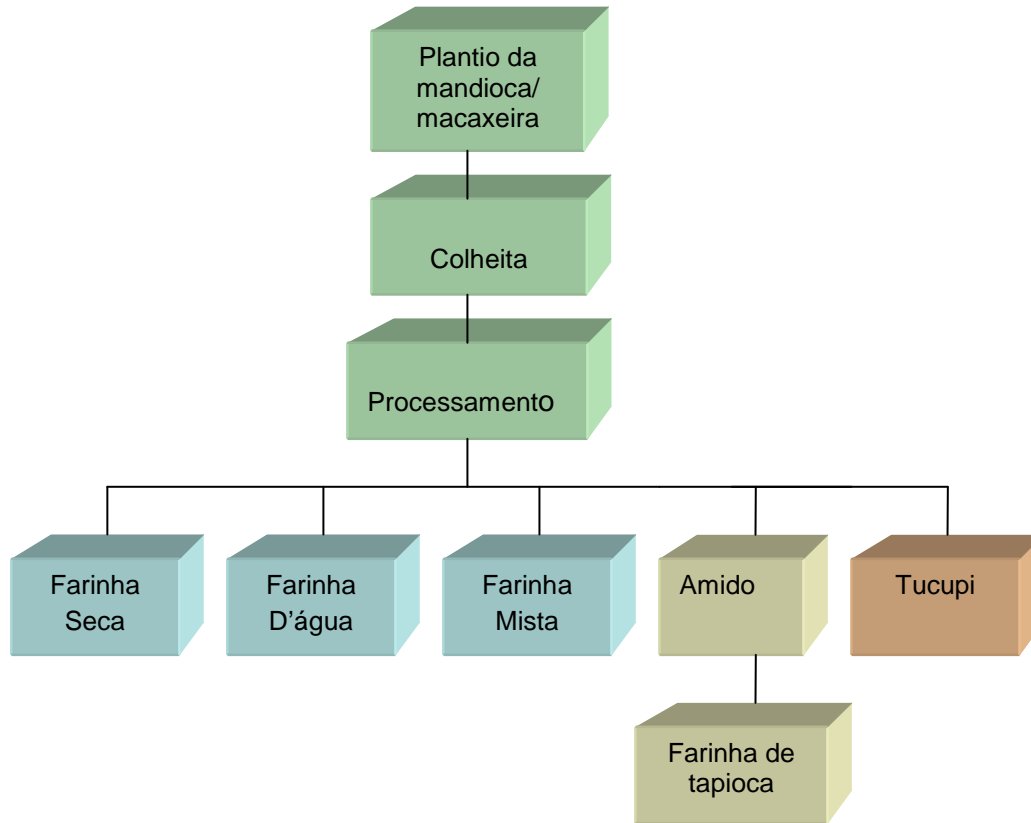 Plantio da
mandioca/
macaxeira
Colheita
Processamento
Farinha
Seca
Farinha
D’água
Farinha
Mista
Amido
Tucupi
Farinha de
tapioca